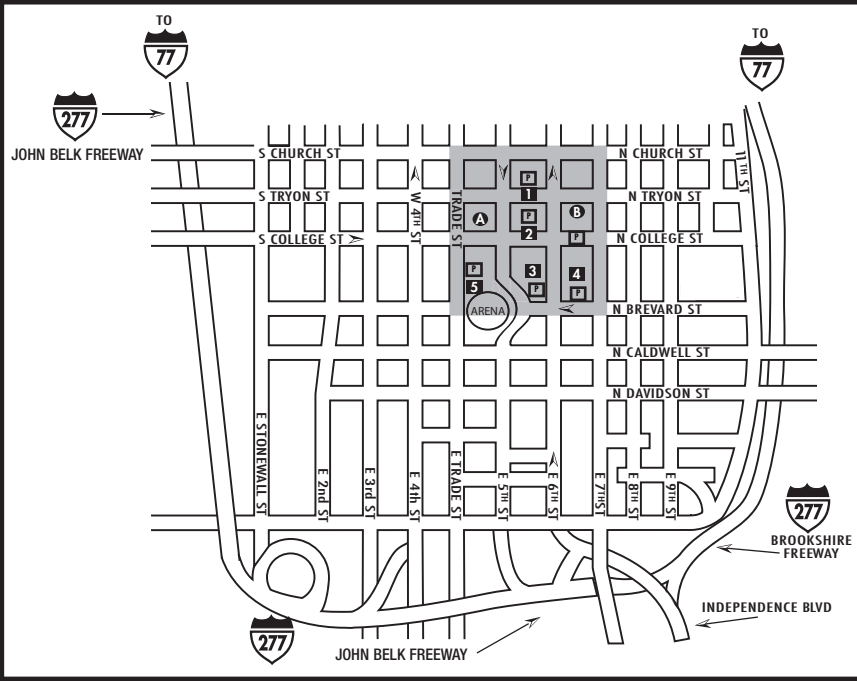 TO
77
TO
77
277
JOHN BELK FREEWAY
S CHURCH ST
N CHURCH ST
11TH ST
P
1
S TRYON ST
N TRYON ST
W 4TH ST
TRADE ST
A
P
2
B
S COLLEGE ST
N COLLEGE ST
P
P
5
3
P
4
P
ARENA
N BREVARD ST
N CALDWELL ST
N DAVIDSON ST
E STONEWALL ST
E 2nd ST
E 3rd ST
E 4th ST
E TRADE ST
E 5TH ST
E 6TH ST
E 7THST
E 8TH ST
E 9TH ST
277
BROOKSHIRE
FREEWAY
INDEPENDENCE BLVD
277
JOHN BELK FREEWAY